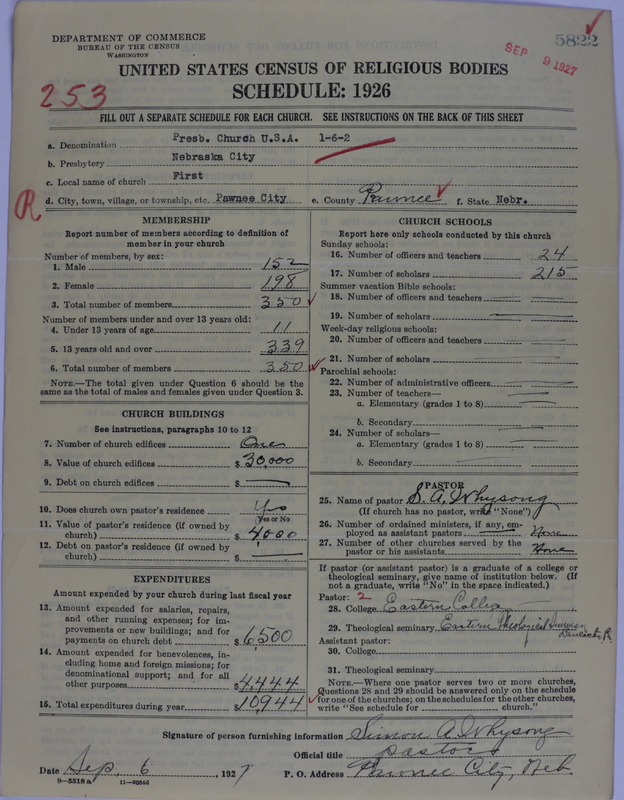 DEPARTMENT OF COMMERCE
BUREAU OF THE CENSUS
WASHINGTON
5822
SEP 9 1927
UNITED STATES CENSUS OF RELIGIOUS BODIES
253
SCHEDULE: 1926
FILL OUT A SEPARATE SCHEDULE FOR EACH CHURCH. SEE INSTRUCTIONS ON THE BACK OF THIS SHEET
a. Denomination Presb. Church U.S.A. 1-6-2
b. Presbytery Nebraska City
c. Local name of church First
R
d. City, town, village, or township, etc. Pawnee City e. County Pawnee f. State Nebr.
MEMBERSHIP
Report number of members according to definition of
member in your church
Number of members, by sex:
1. Male 152
2. Female 198
3. Total number of members 350
Number of members under and over 13 years old:
4. Under 13 years of age 11
5. 13 years old and over 339
6. Total number of members 350
NOTE.—The total given under Question 6 should be
same as the total of males and females given under Question 3.
CHURCH BUILDINGS
See instructions, paragraphs 10 to 12
7. Number of church edifices One
8. Value of church edifices $ 30,000
9. Debt on church edifices $ —
10. Does church own pastor's residence Yes
Yes or No
11. Value of pastor's residence (if owned by
church) $ 4000
12. Debt on pastor's residence (if owned by
church) $ —
EXPENDITURES
Amount expended by your church during last fiscal year
13. Amount expended for salaries, repairs,
and other running expenses; for im-
provements or new buildings; and for
payments on church debt $ 6,500
14. Amount expended for benevolences, in-
cluding home and foreign missions; for
denominational support; and for all
other purposes $ 4444
15. Total expenditures during year $ 10944
CHURCH SCHOOLS
Report here only schools conducted by this church
Sunday schools:
16. Number of officers and teachers 24
17. Number of scholars 215
Summer vacation Bible schools:
18. Number of officers and teachers —
19. Number of scholars —
Week-day religious schools:
20. Number of officers and teachers —
21. Number of scholars —
Parochial schools:
22. Number of administrative officers —
23. Number of teachers—
a. Elementary (grades 1 to 8) —
b. Secondary
24. Number of scholars—
a. Elementary (grades 1 to 8) —
b. Secondary
PASTOR
25. Name of pastor S. A. Whysong
(If church has no pastor, write "None")
26. Number of ordained ministers, if any, em-
ployed as assistant pastors None
27. Number of other churches served by the
pastor or his assistants None
If pastor (or assistant pastor) is a graduate of a college or
theological seminary, give name of institution below. (If
not a graduate, write "No" in the space indicated.)
Pastor: 2
28. College Eastern College
29. Theological seminary Eastern Theological Seminary
Assistant pastor:
30. College
31. Theological seminary
NOTE.—Where one pastor serves two or more churches,
Questions 28 and 29 should be answered only on the schedule
for one of the churches; on the schedules for the other churches,
write "See schedule for church."
Signature of person furnishing information Simon A. Whysong
Official title Pastor
Date Sep. 6, 1927 P. O. Address Pawnee City, Neb.
8—5518 a 11—20544